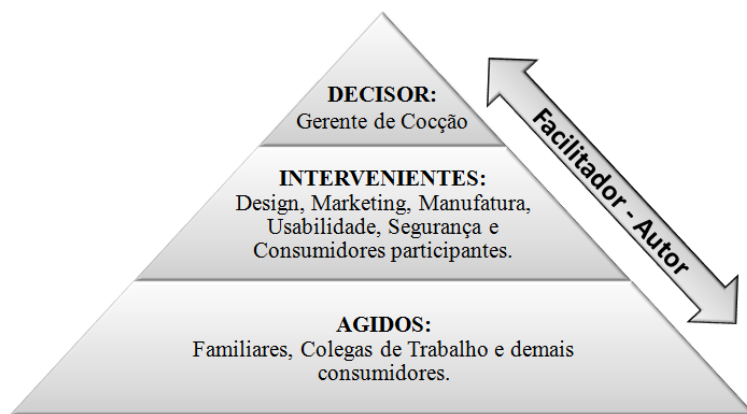 DECISOR:
Gerente de Cocção
INTERVENIENTES:
Design, Marketing, Manufatura,
Usabilidade, Segurança e
Consumidores participantes.
AGIDOS:
Familiares, Colegas de Trabalho e demais
consumidores.
Facilitador - Autor